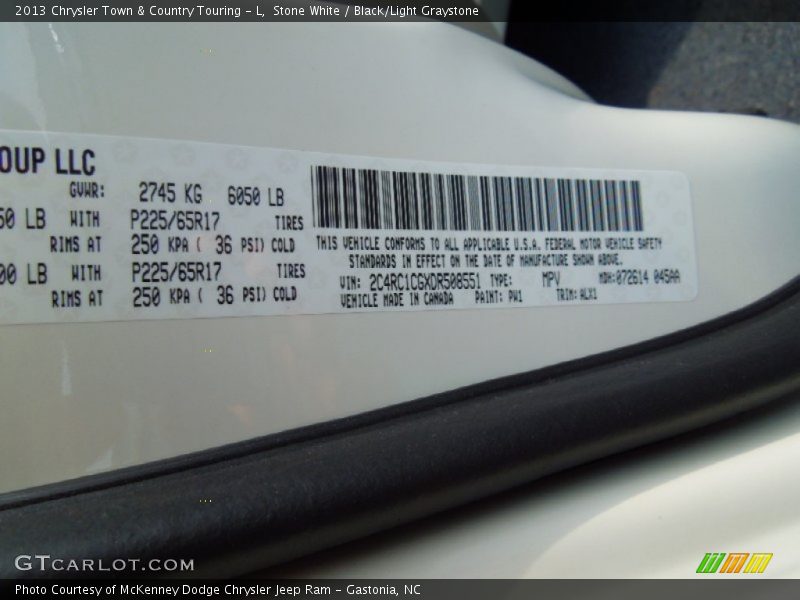 2013 Chrysler Town & Country Touring - L, Stone White / Black/Light Graystone
OUP LLC
GVWR: 2745 KG 6050 LB
50 LB WITH P225/65R17 TIRES
RIMS AT 250 KPA ( 36 PSI) COLD
00 LB WITH P225/65R17 TIRES
RIMS AT 250 KPA ( 36 PSI) COLD
THIS VEHICLE CONFORMS TO ALL APPLICABLE U.S.A. FEDERAL MOTOR VEHICLE SAFETY
STANDARDS IN EFFECT ON THE DATE OF MANUFACTURE SHOWN ABOVE.
VIN: 2C4RC1CGXDR508551 TYPE: MPV MDH:072614 045AA
VEHICLE MADE IN CANADA PAINT: PW1 TRIM: ALX1
GTCARLOT.COM
Photo Courtesy of McKenney Dodge Chrysler Jeep Ram - Gastonia, NC